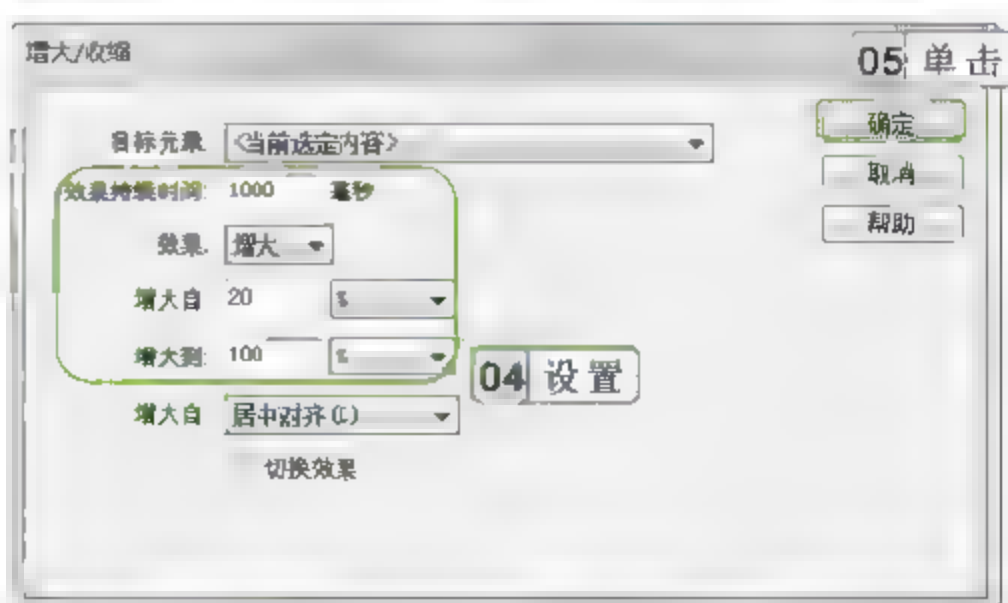 增大/收缩
05 单击
目标元素 <当前选定内容>
确定
效果持续时间: 1000 毫秒
取消
效果: 增大
帮助
增大自 20 %
增大到: 100 %
04 设置
增大自 居中对齐(C)
切换效果